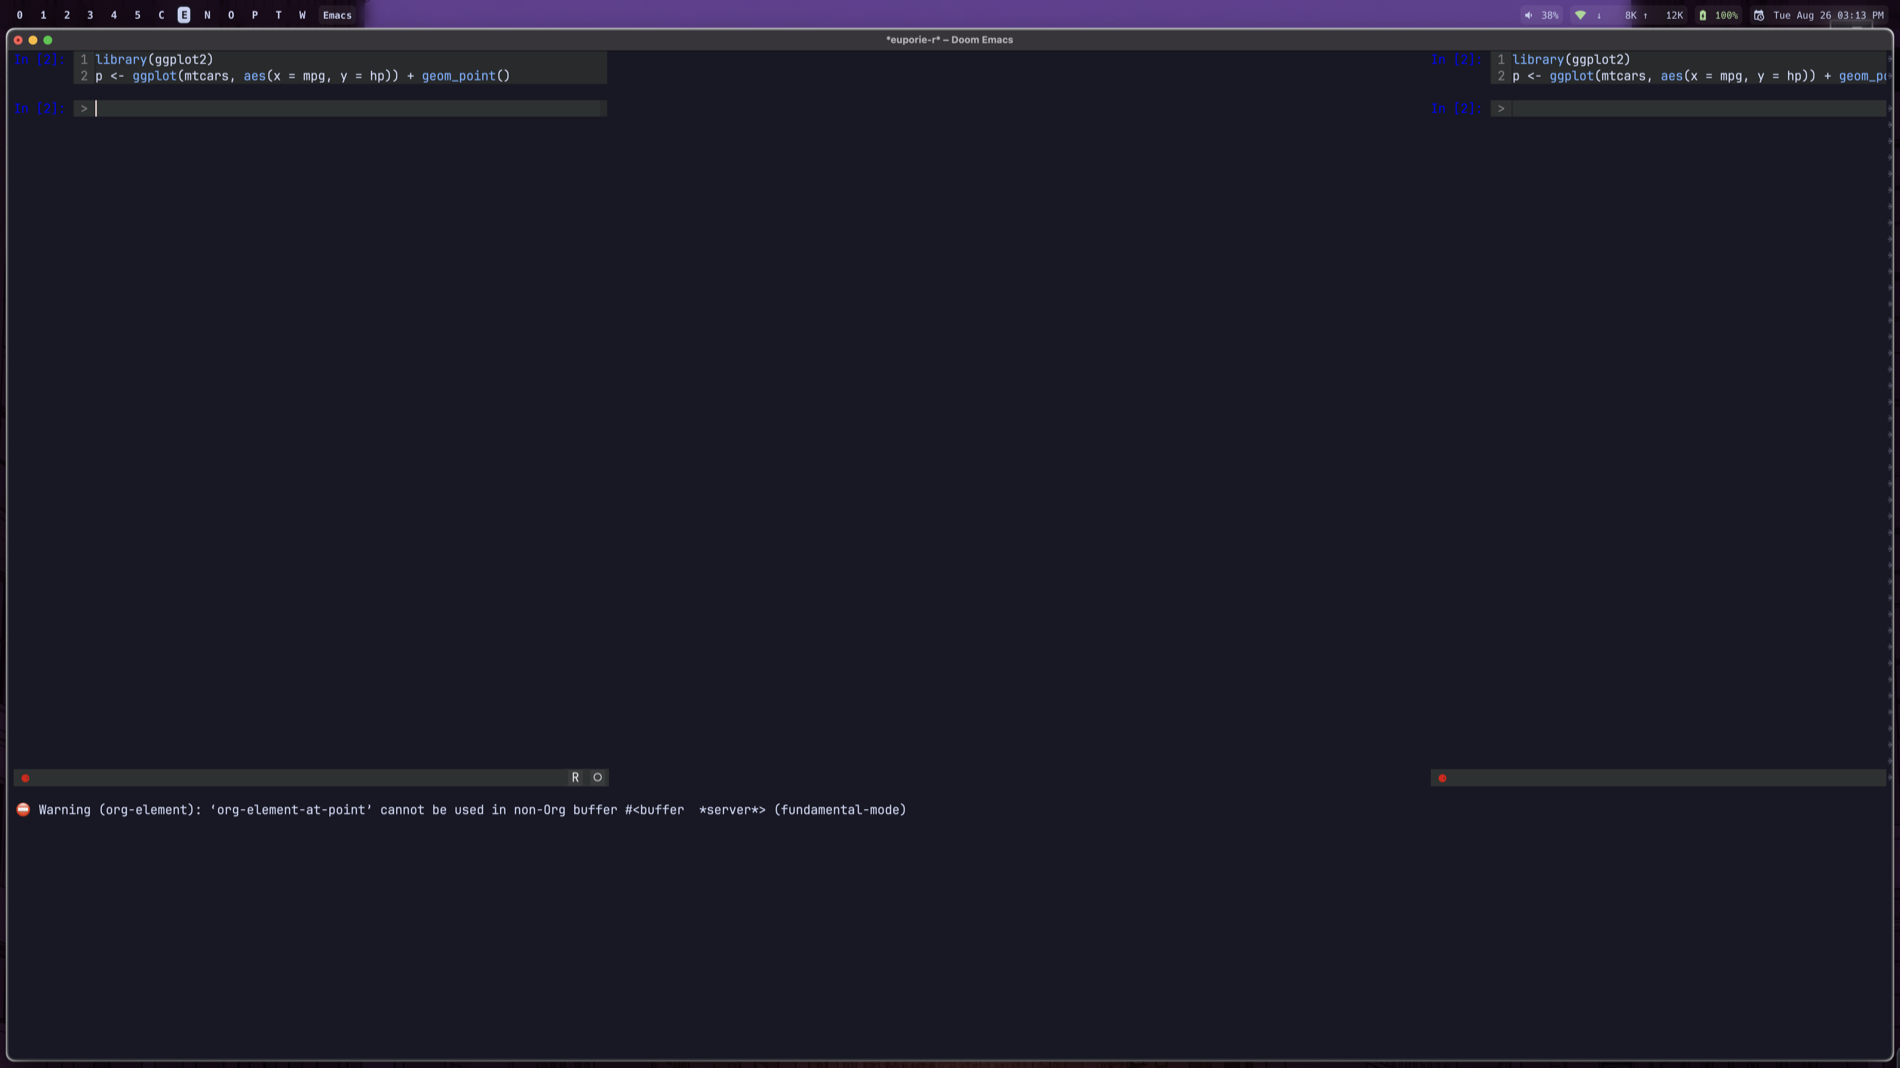 0 1 2 3 4 5 C E N O P T W Emacs
38% ↓ 8K ↑ 12K 100% Tue Aug 26 03:13 PM
*euporie-r* – Doom Emacs
In [2]: 1 library(ggplot2)
2 p <- ggplot(mtcars, aes(x = mpg, y = hp)) + geom_point()
In [2]: >
In [2]: 1 library(ggplot2)
2 p <- ggplot(mtcars, aes(x = mpg, y = hp)) + geom_p
In [2]: >
R
Warning (org-element): ‘org-element-at-point’ cannot be used in non-Org buffer #<buffer  *server*> (fundamental-mode)